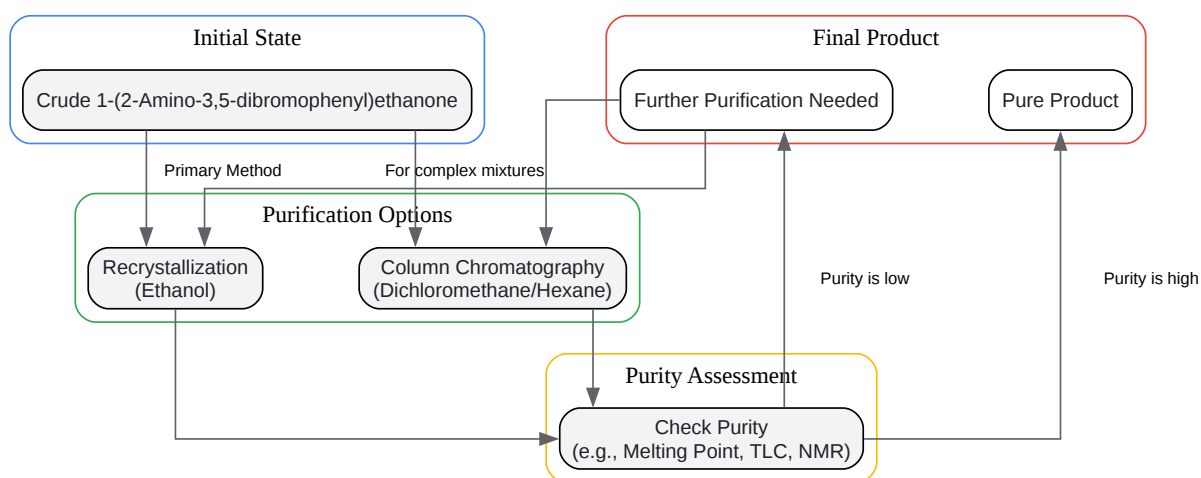 Initial State
Crude 1-(2-Amino-3,5-dibromophenyl)ethanone
Final Product
Further Purification Needed
Pure Product
Primary Method
For complex mixtures
Purification Options
Recrystallization
(Ethanol)
Column Chromatography
(Dichloromethane/Hexane)
Purity is low
Purity is high
Purity Assessment
Check Purity
(e.g., Melting Point, TLC, NMR)